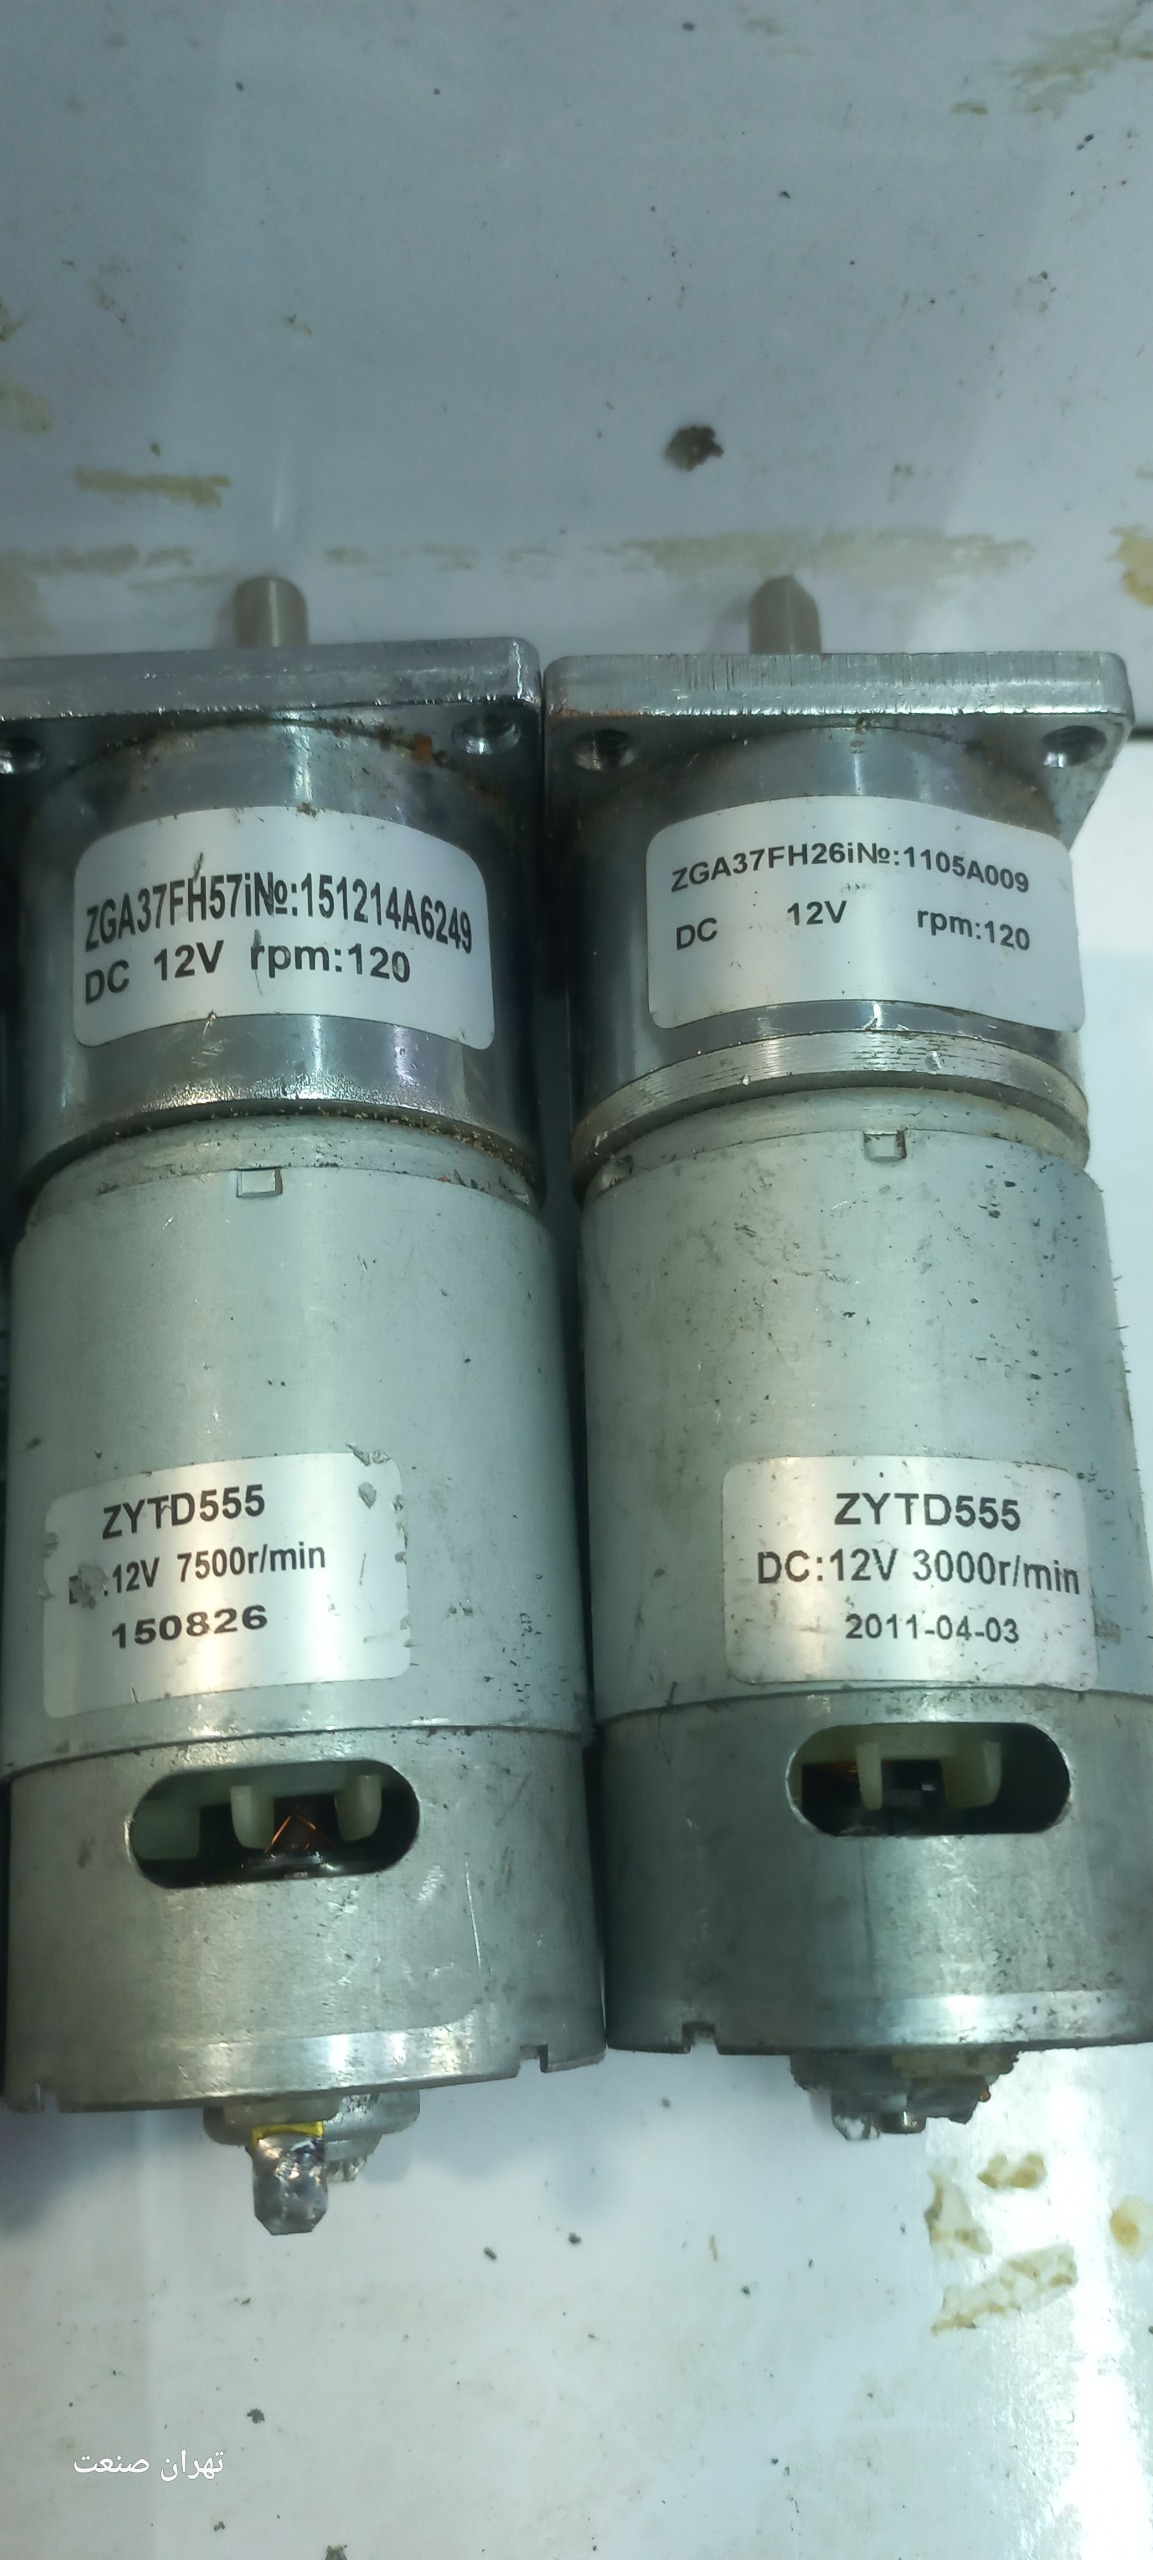 ZGA37FH57i№:151214A6249
DC 12V rpm:120
ZYTD555
12V 7500r/min
150826
ZGA37FH26i№:1105A009
DC 12V rpm:120
ZYTD555
DC:12V 3000r/min
2011-04-03
تهران صنعت